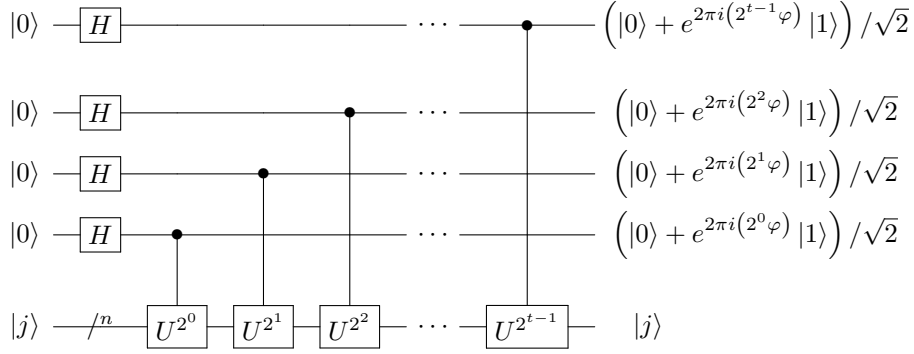 |0⟩ H ··· (|0⟩ + e^{2πi(2^{t−1}φ)} |1⟩) /√2
|0⟩ H ··· (|0⟩ + e^{2πi(2^2φ)} |1⟩) /√2
|0⟩ H ··· (|0⟩ + e^{2πi(2^1φ)} |1⟩) /√2
|0⟩ H ··· (|0⟩ + e^{2πi(2^0φ)} |1⟩) /√2
|j⟩ /^n U^{2^0} U^{2^1} U^{2^2} ··· U^{2^{t−1}} |j⟩